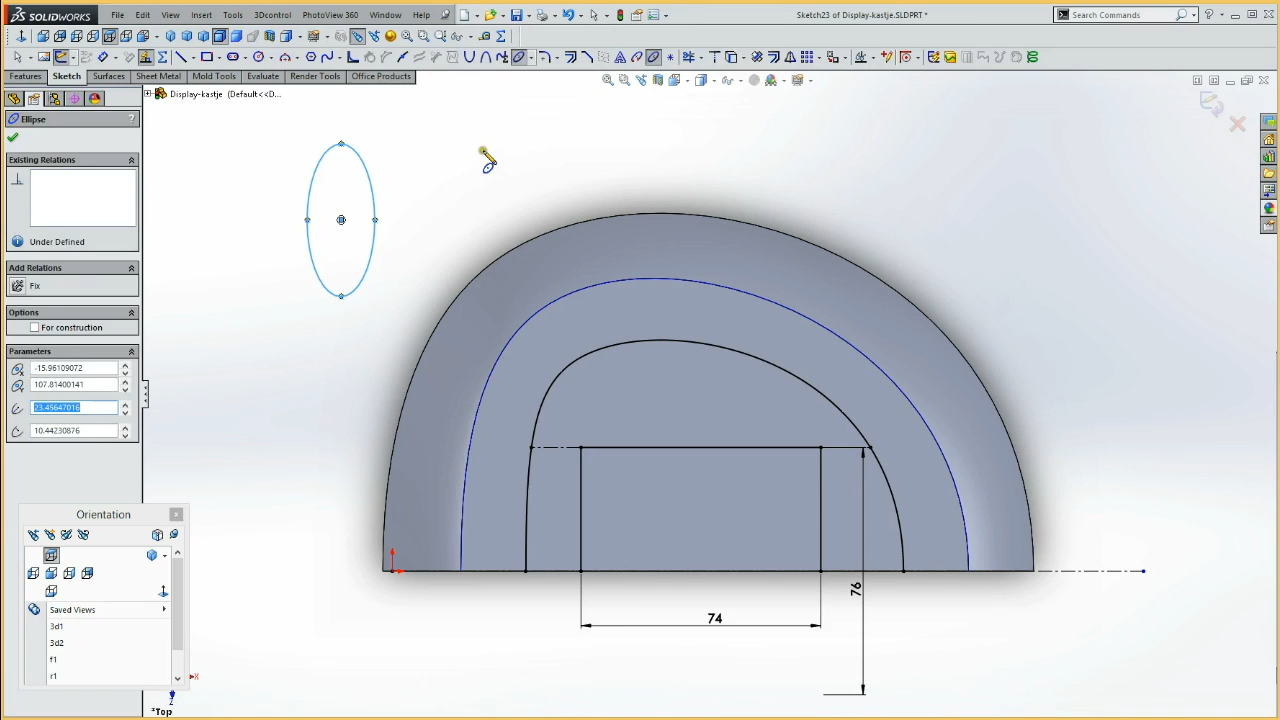 SOLIDWORKS File Edit View Insert Tools 3Dcontrol PhotoView 360 Window Help Sketch23 of Display-kastje.SLDPRT * Search Commands
Features Sketch Surfaces Sheet Metal Mold Tools Evaluate Render Tools Office Products
Display-kastje (Default<<D...
Ellipse ?
Existing Relations
Under Defined
Add Relations
Fix
Options
For construction
Parameters
-15.96109072
107.81400141
23.45647016
10.44230876
Orientation
Saved Views
3d1
3d2
f1
r1
74
76
X
Z
*Top